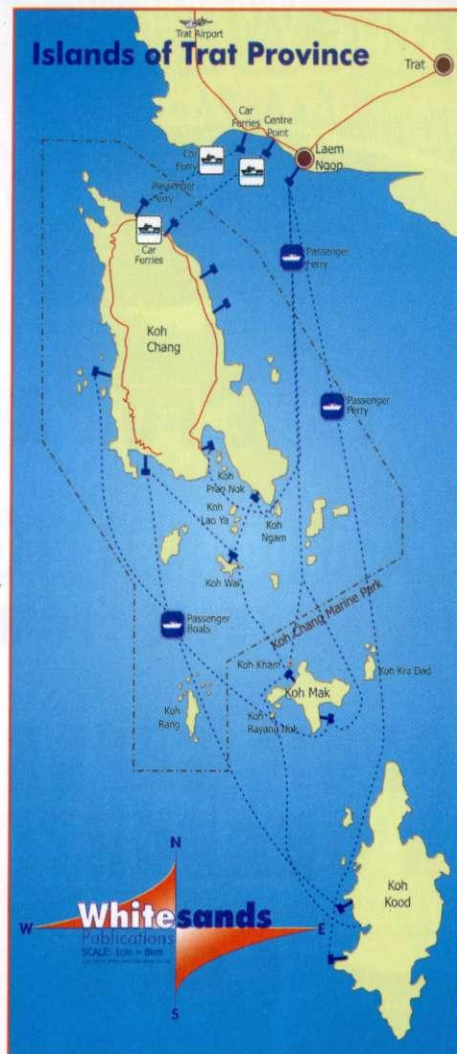 Trat Airport
Islands of Trat Province
Trat
Car
Ferries
Centre
Point
Laem
Ngop
Car
Ferry
Passenger
Ferry
Car
Ferries
Passenger
Ferry
Koh
Chang
Passenger
Ferry
Koh
Prao Nok
Koh
Lao Ya
Koh
Ngam
Koh Wai
Passenger
Boats
Koh Chang Marine Park
Koh Kham
Koh Kra Dad
Koh Mak
Koh
Rang
Koh
Rayang Nok
Koh
Kood
N
W
E
S
Whitesands
Publications
SCALE: 1cm = 8km